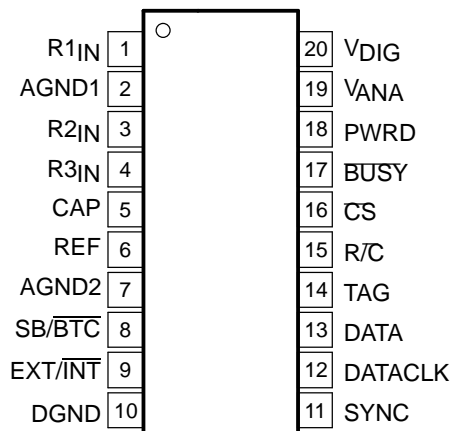 R1IN 1 20 VDIG
AGND1 2 19 VANA
R2IN 3 18 PWRD
R3IN 4 17 BUSY
CAP 5 16 CS
REF 6 15 R/C
AGND2 7 14 TAG
SB/BTC 8 13 DATA
EXT/INT 9 12 DATACLK
DGND 10 11 SYNC